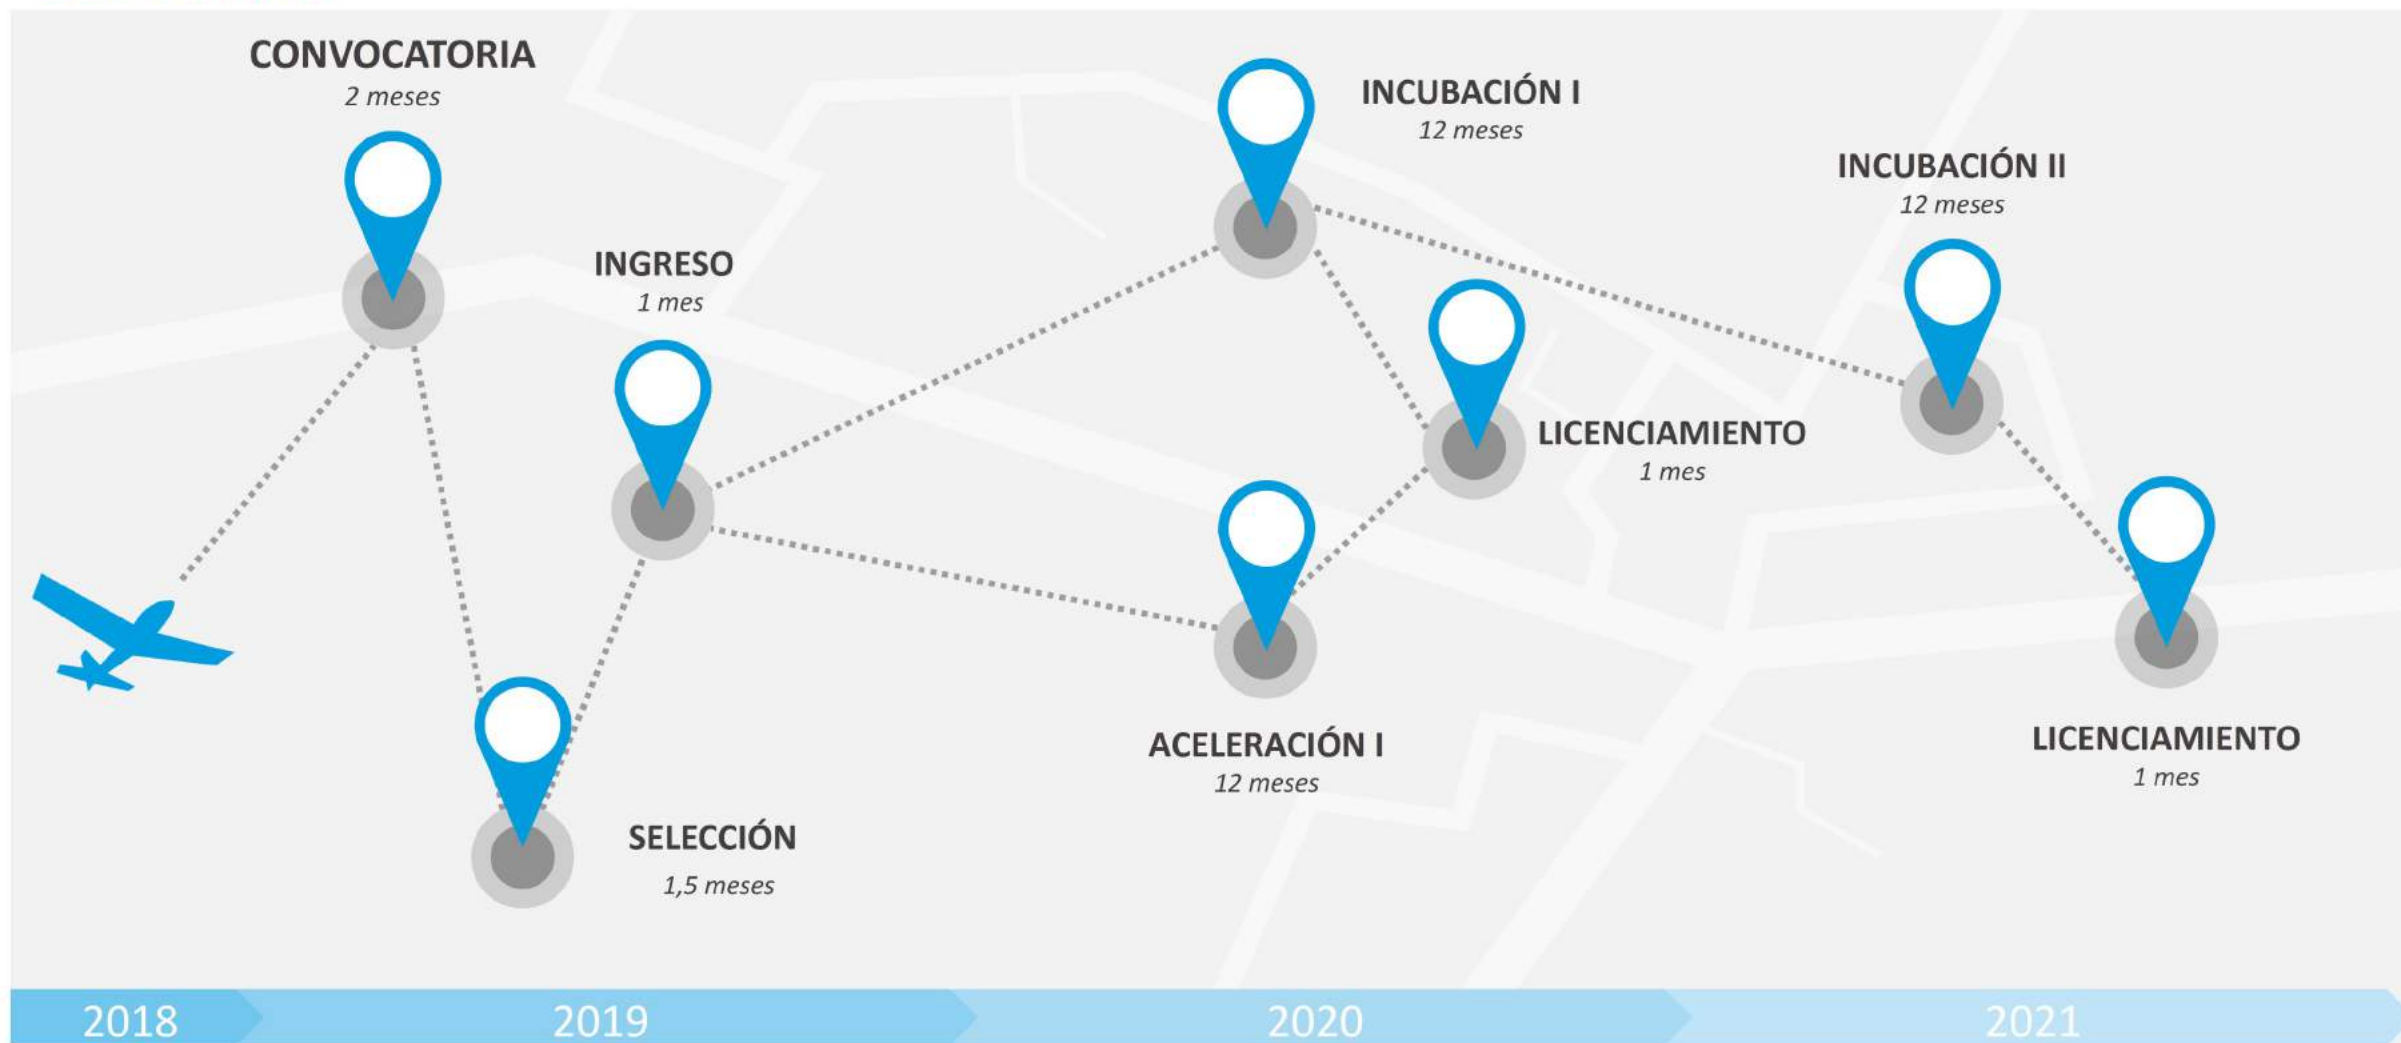 CONVOCATORIA
2 meses
INGRESO
1 mes
SELECCIÓN
1,5 meses
INCUBACIÓN I
12 meses
LICENCIAMIENTO
1 mes
ACELERACIÓN I
12 meses
INCUBACIÓN II
12 meses
LICENCIAMIENTO
1 mes
2018
2019
2020
2021